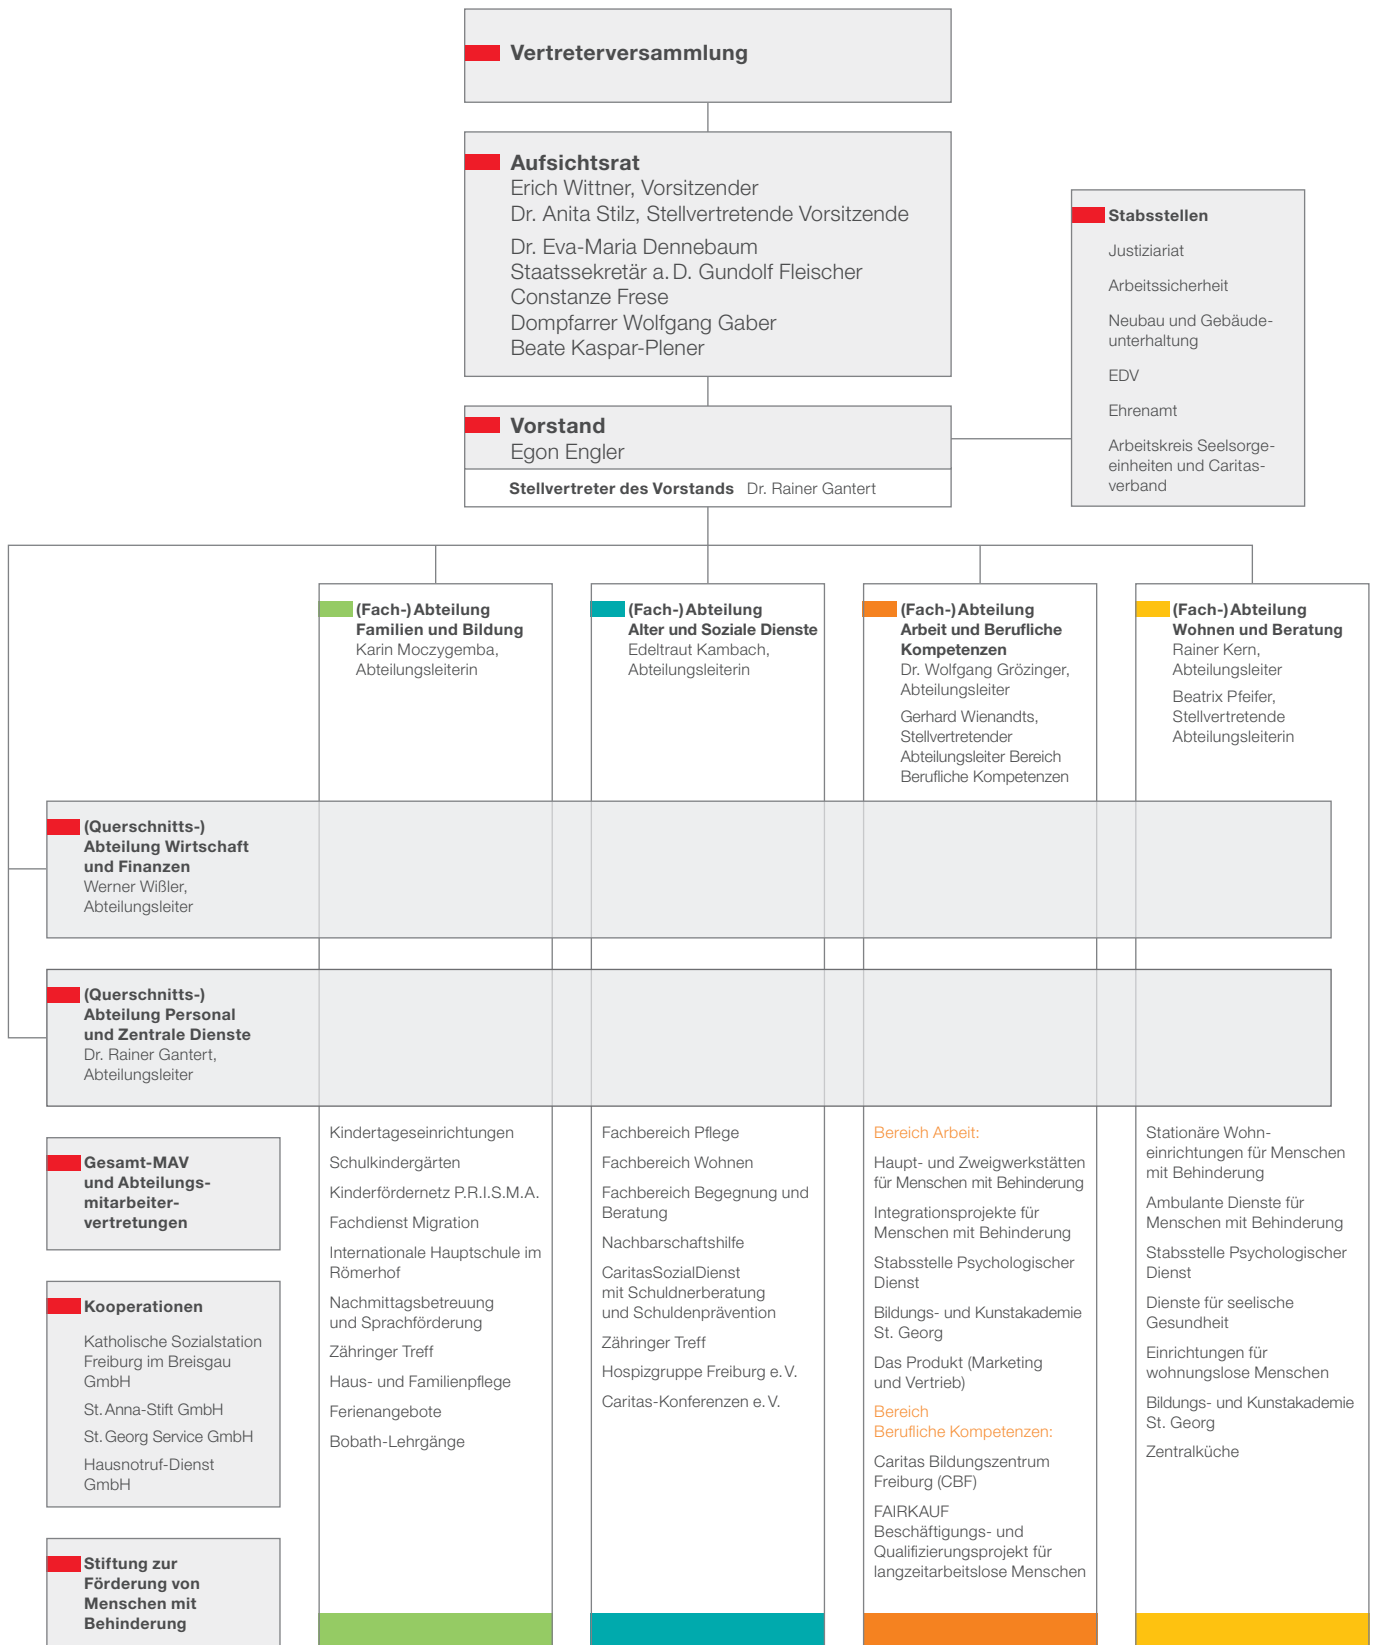 Vertreterversammlung
Aufsichtsrat
Erich Wittner, Vorsitzender
Dr. Anita Stilz, Stellvertretende Vorsitzende
Dr. Eva-Maria Dennebaum
Staatssekretär a. D. Gundolf Fleischer
Constanze Frese
Dompfarrer Wolfgang Gaber
Beate Kaspar-Plener
Stabsstellen
Justiziariat
Arbeitssicherheit
Neubau und Gebäude-
unterhaltung
EDV
Ehrenamt
Arbeitskreis Seelsorge-
einheiten und Caritas-
verband
Vorstand
Egon Engler
Stellvertreter des Vorstands Dr. Rainer Gantert
(Fach-) Abteilung
Familien und Bildung
Karin Moczygemba,
Abteilungsleiterin
(Fach-) Abteilung
Alter und Soziale Dienste
Edeltraut Kambach,
Abteilungsleiterin
(Fach-) Abteilung
Arbeit und Berufliche
Kompetenzen
Dr. Wolfgang Grözinger,
Abteilungsleiter
Gerhard Wienandts,
Stellvertretender
Abteilungsleiter Bereich
Berufliche Kompetenzen
(Fach-) Abteilung
Wohnen und Beratung
Rainer Kern,
Abteilungsleiter
Beatrix Pfeifer,
Stellvertretende
Abteilungsleiterin
(Querschnitts-)
Abteilung Wirtschaft
und Finanzen
Werner Wißler,
Abteilungsleiter
(Querschnitts-)
Abteilung Personal
und Zentrale Dienste
Dr. Rainer Gantert,
Abteilungsleiter
Gesamt-MAV
und Abteilungs-
mitarbeiter-
vertretungen
Kooperationen
Katholische Sozialstation
Freiburg im Breisgau
GmbH
St. Anna-Stift GmbH
St. Georg Service GmbH
Hausnotruf-Dienst
GmbH
Stiftung zur
Förderung von
Menschen mit
Behinderung
Kindertageseinrichtungen
Schulkindergärten
Kinderfördernetz P.R.I.S.M.A.
Fachdienst Migration
Internationale Hauptschule im
Römerhof
Nachmittagsbetreuung
und Sprachförderung
Zähringer Treff
Haus- und Familienpflege
Ferienangebote
Bobath-Lehrgänge
Fachbereich Pflege
Fachbereich Wohnen
Fachbereich Begegnung und
Beratung
Nachbarschaftshilfe
CaritasSozialDienst
mit Schuldnerberatung
und Schuldenprävention
Zähringer Treff
Hospizgruppe Freiburg e. V.
Caritas-Konferenzen e. V.
Bereich Arbeit:
Haupt- und Zweigwerkstätten
für Menschen mit Behinderung
Integrationsprojekte für
Menschen mit Behinderung
Stabsstelle Psychologischer
Dienst
Bildungs- und Kunstakademie
St. Georg
Das Produkt (Marketing
und Vertrieb)
Bereich
Berufliche Kompetenzen:
Caritas Bildungszentrum
Freiburg (CBF)
FAIRKAUF
Beschäftigungs- und
Qualifizierungsprojekt für
langzeitarbeitslose Menschen
Stationäre Wohn-
einrichtungen für Menschen
mit Behinderung
Ambulante Dienste für
Menschen mit Behinderung
Stabsstelle Psychologischer
Dienst
Dienste für seelische
Gesundheit
Einrichtungen für
wohnungslose Menschen
Bildungs- und Kunstakademie
St. Georg
Zentralküche